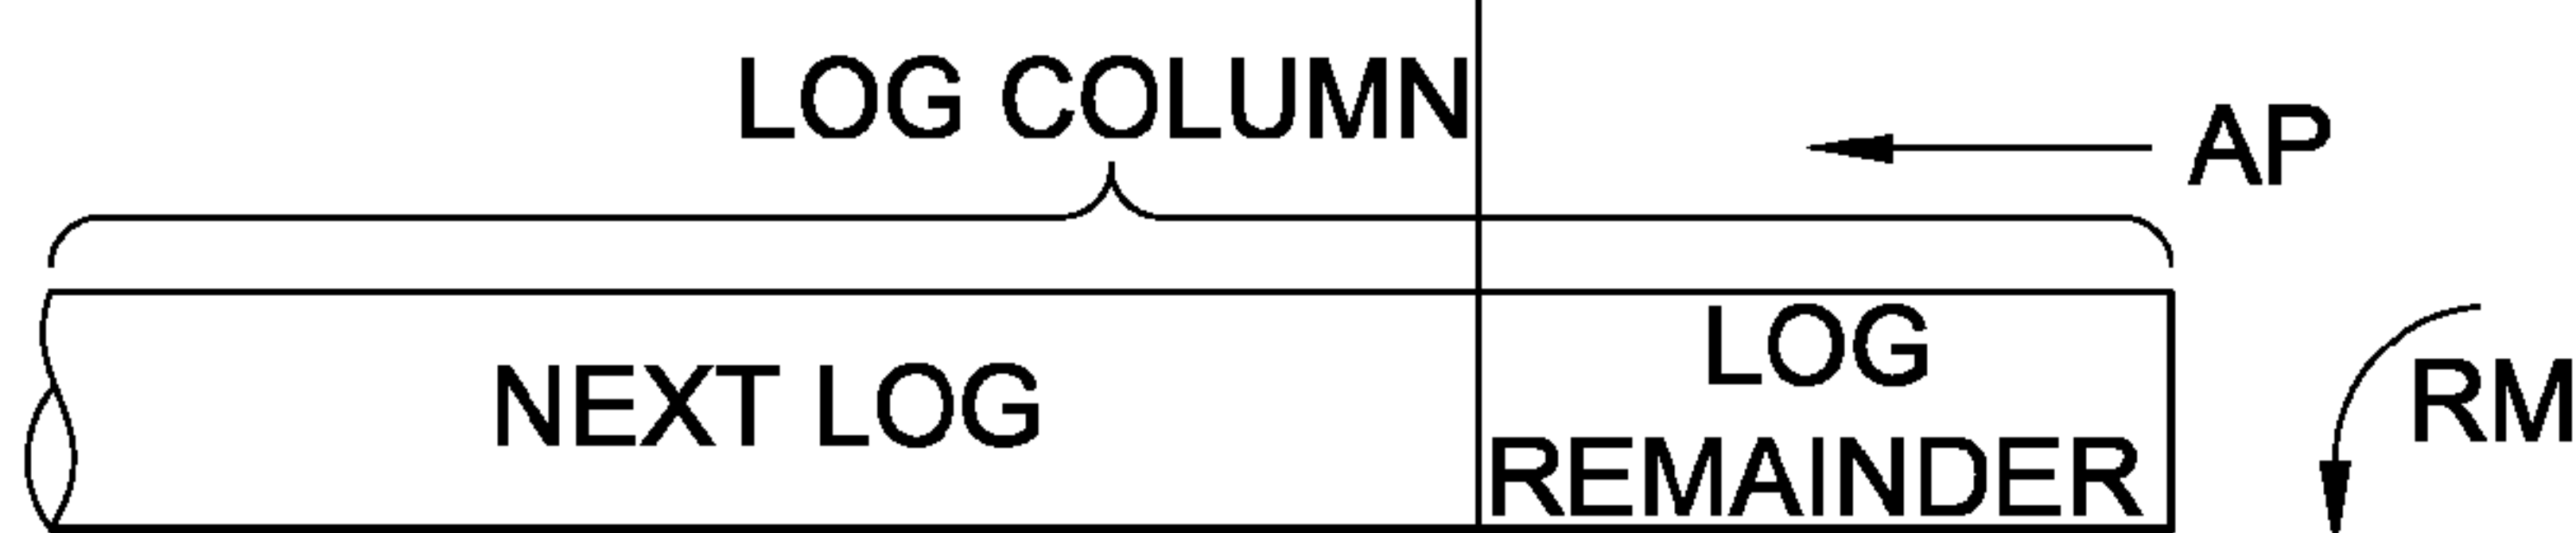 LOG COLUMN
AP
NEXT LOG
LOG
REMAINDER
RM